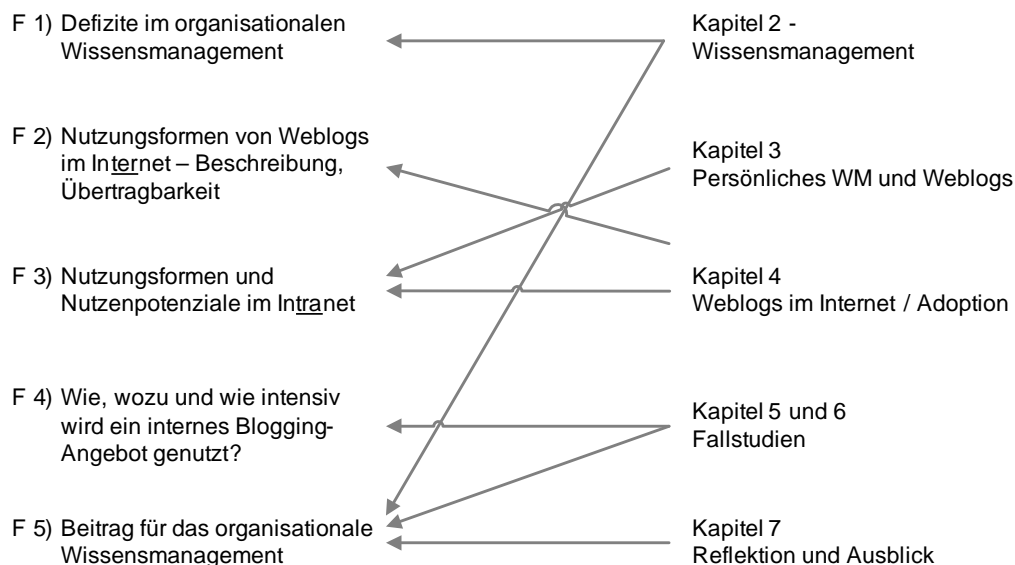 F 1) Defizite im organisationalen
Wissensmanagement
F 2) Nutzungsformen von Weblogs
im Internet – Beschreibung,
Übertragbarkeit
F 3) Nutzungsformen und
Nutzenpotenziale im Intranet
F 4) Wie, wozu und wie intensiv
wird ein internes Blogging-
Angebot genutzt?
F 5) Beitrag für das organisationale
Wissensmanagement
Kapitel 2 -
Wissensmanagement
Kapitel 3
Persönliches WM und Weblogs
Kapitel 4
Weblogs im Internet / Adoption
Kapitel 5 und 6
Fallstudien
Kapitel 7
Reflektion und Ausblick